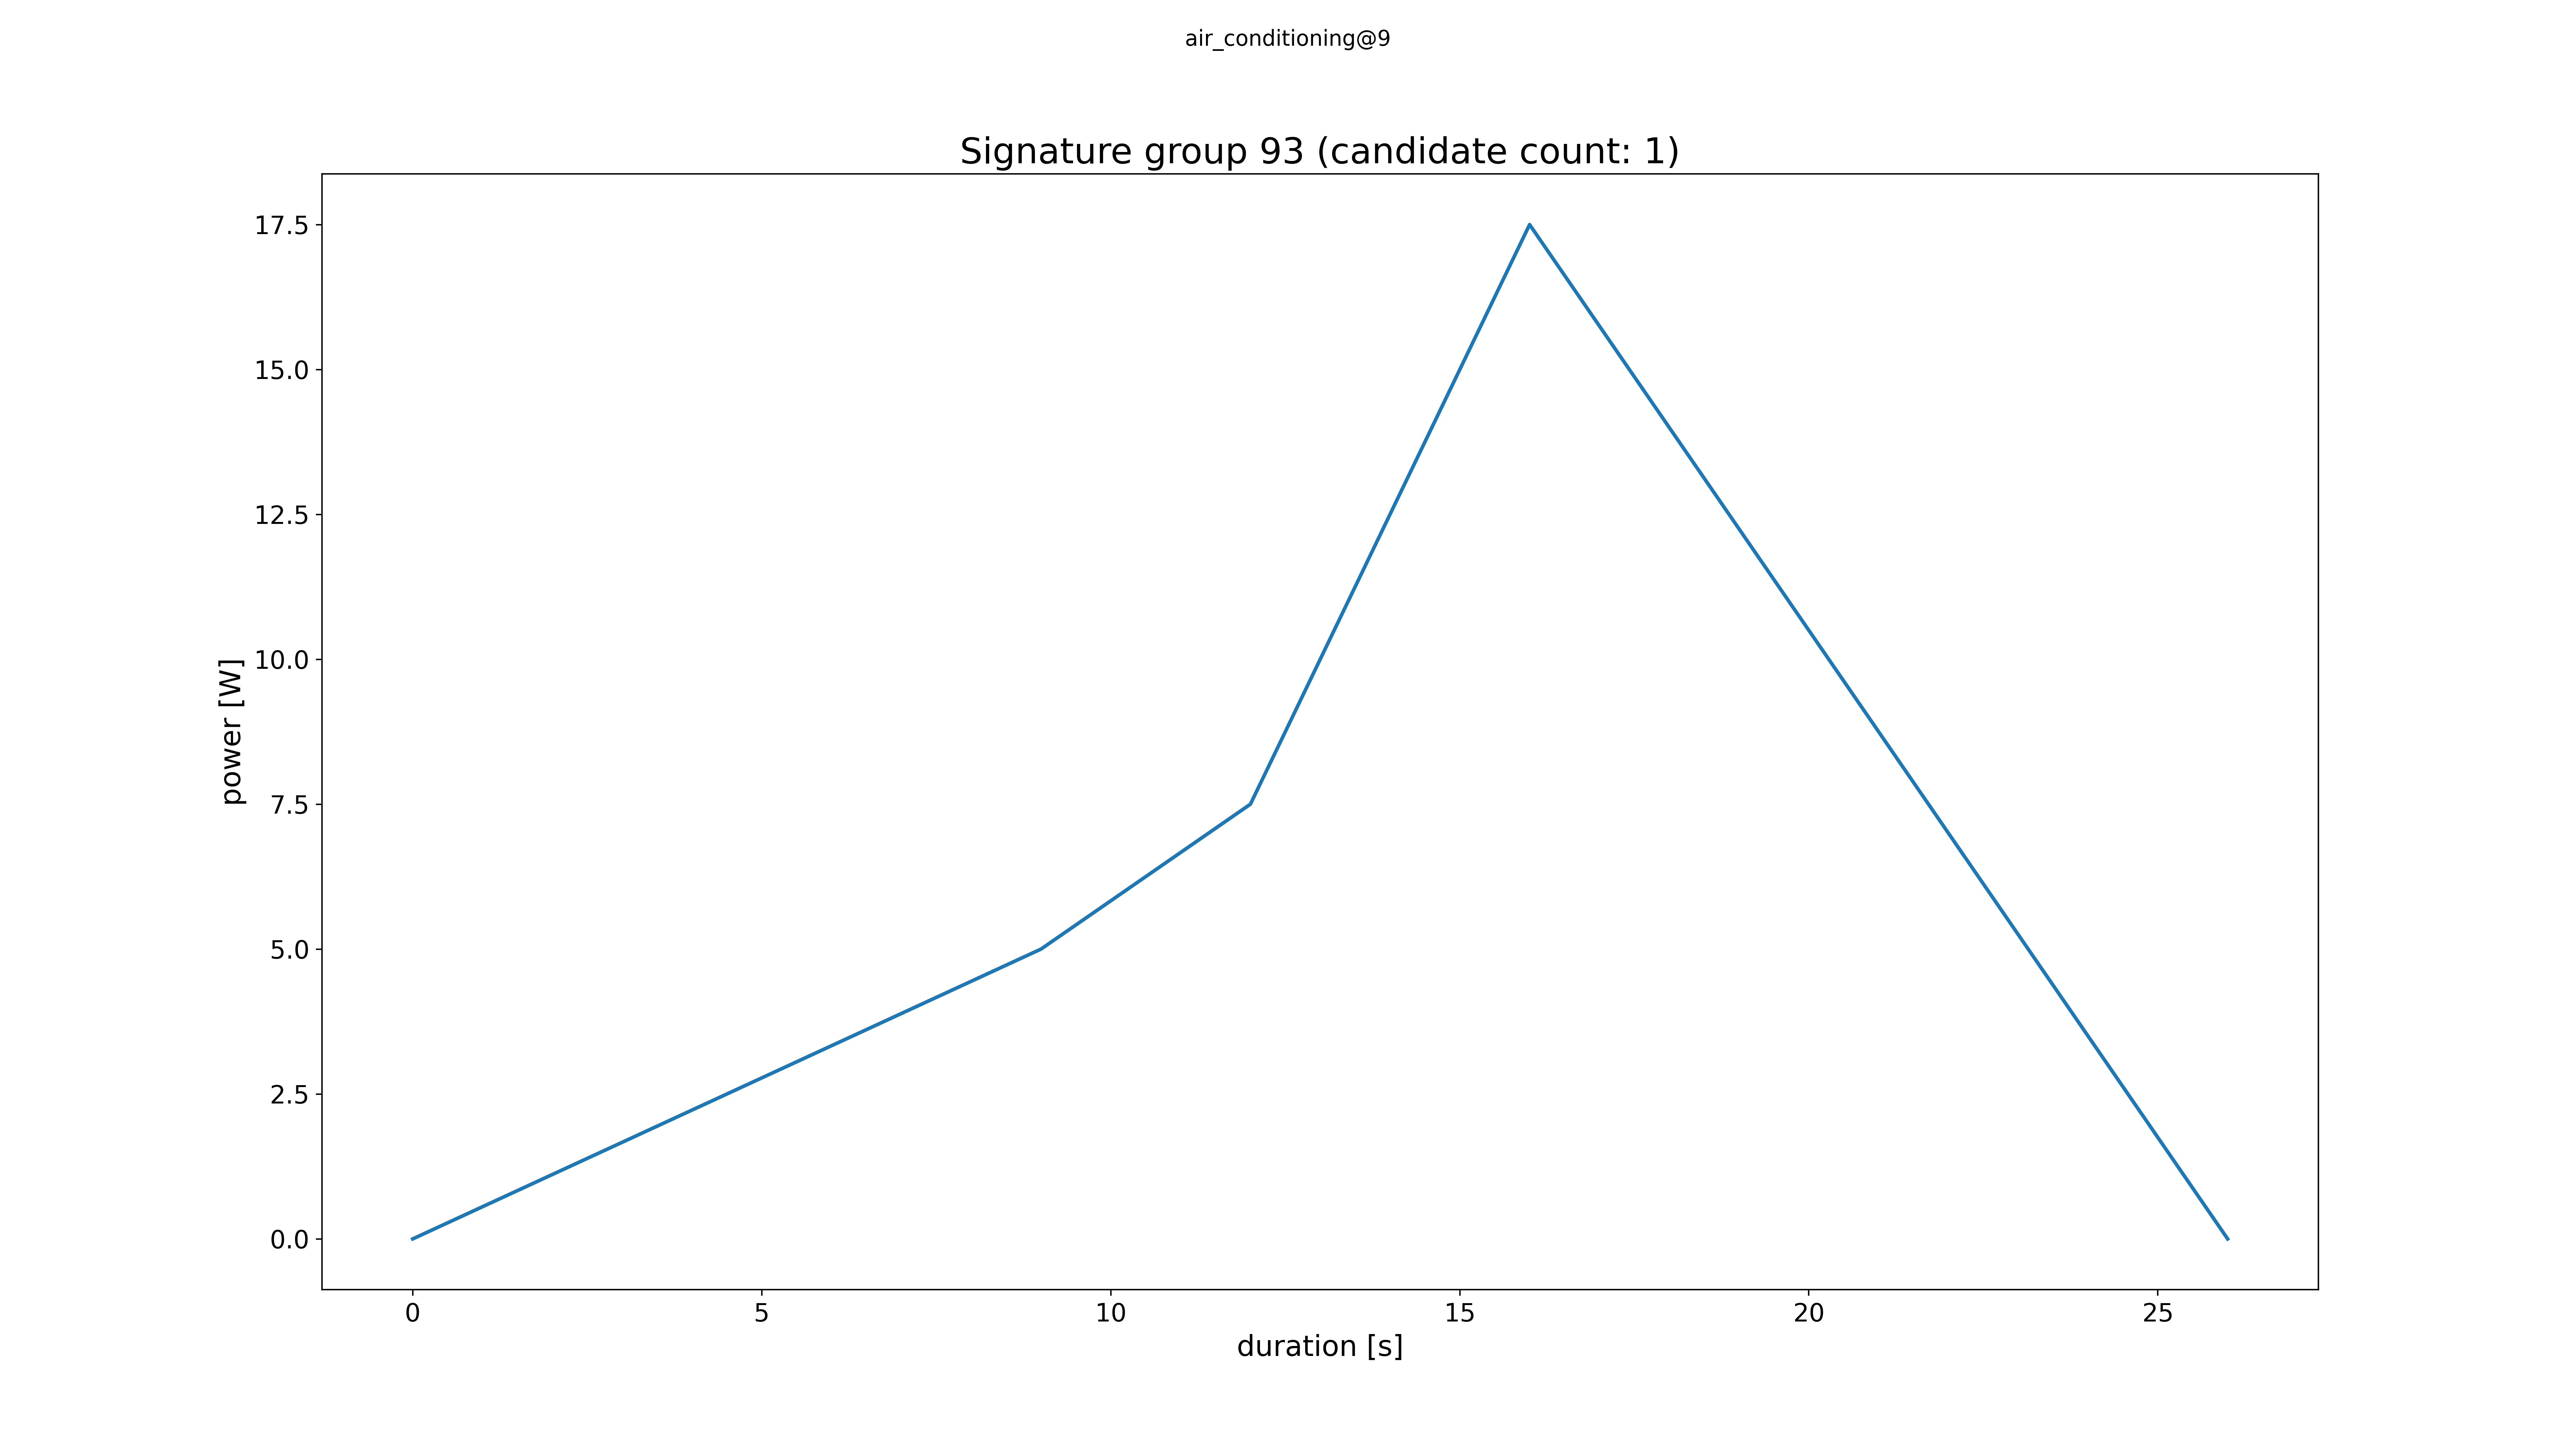 air_conditioning@9
Signature group 93 (candidate count: 1)
17.5
15.0
12.5
10.0
7.5
5.0
2.5
0.0
power [W]
0 5 10 15 20 25
duration [s]